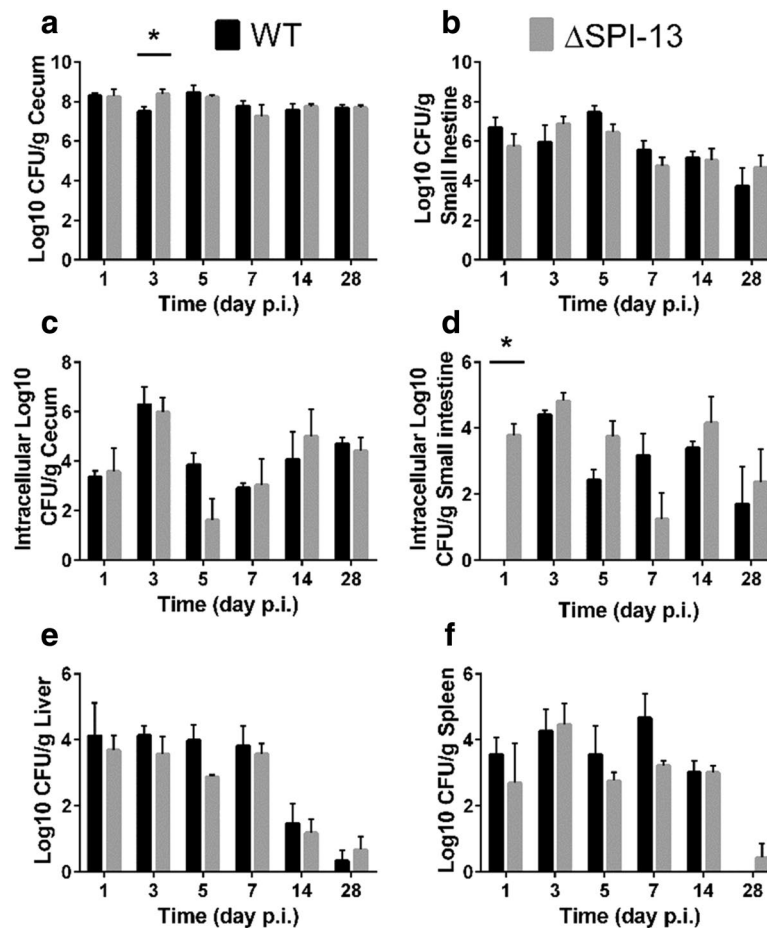 a
WT
ΔSPI-13
*
Log10 CFU/g Cecum
10
8
6
4
2
0
1 3 5 7 14 28
Time (day p.i.)
b
Log10 CFU/g
Small Inestine
10
8
6
4
2
0
1 3 5 7 14 28
Time (day p.i.)
c
Intracellular Log10
CFU/g Cecum
8
6
4
2
0
1 3 5 7 14 28
Time (day p.i.)
d
*
Intracellular Log10
CFU/g Small intestine
6
4
2
0
1 3 5 7 14 28
Time (day p.i.)
e
Log10 CFU/g Liver
6
4
2
0
1 3 5 7 14 28
Time (day p.i.)
f
Log10 CFU/g Spleen
6
4
2
0
1 3 5 7 14 28
Time (day p.i.)